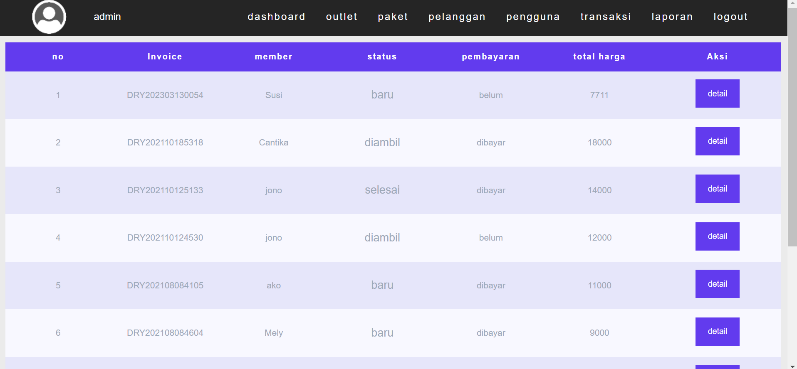 admin dashboard outlet paket pelanggan pengguna transaksi laporan logout
no Invoice member status pembayaran total harga Aksi
1 DRY202303130054 Susi baru belum 7711 detail
2 DRY202110185318 Cantika diambil dibayar 18000 detail
3 DRY202110125133 jono selesai dibayar 14000 detail
4 DRY202110124530 jono diambil belum 12000 detail
5 DRY202108084105 ako baru dibayar 11000 detail
6 DRY202108084604 Mely baru dibayar 9000 detail